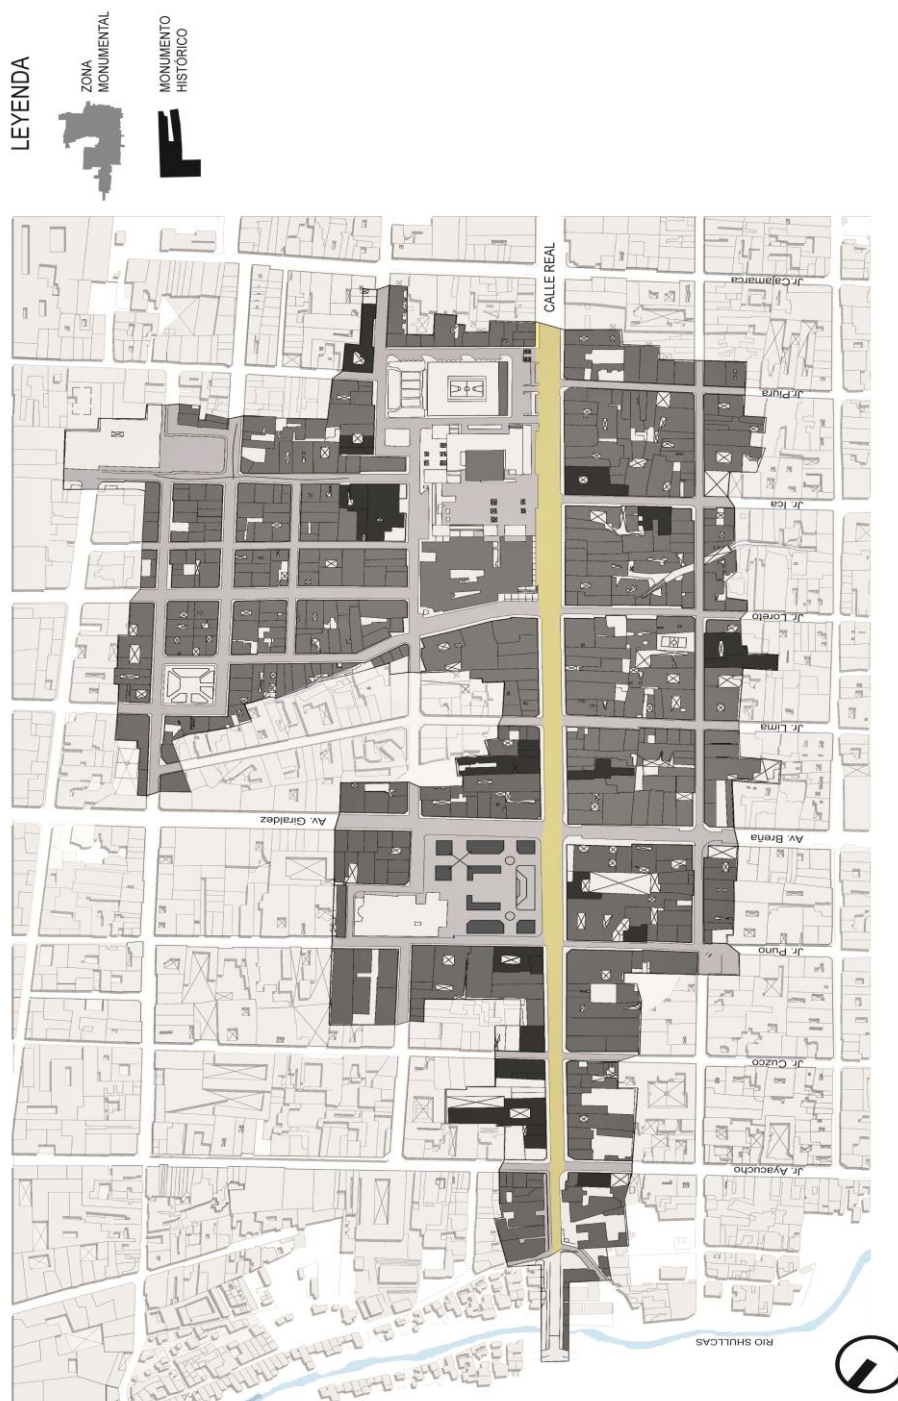 LEYENDA
ZONA
MONUMENTAL
MONUMENTO
HISTÓRICO
CALLE REAL
Jr. Cajamarca
Jr. Piura
Jr. Ica
Jr. Loreto
Jr. Lima
Av. Giraldez
Av. Breña
Jr. Puno
Jr. Cuzco
Jr. Ayacucho
RIO SHULLCAS